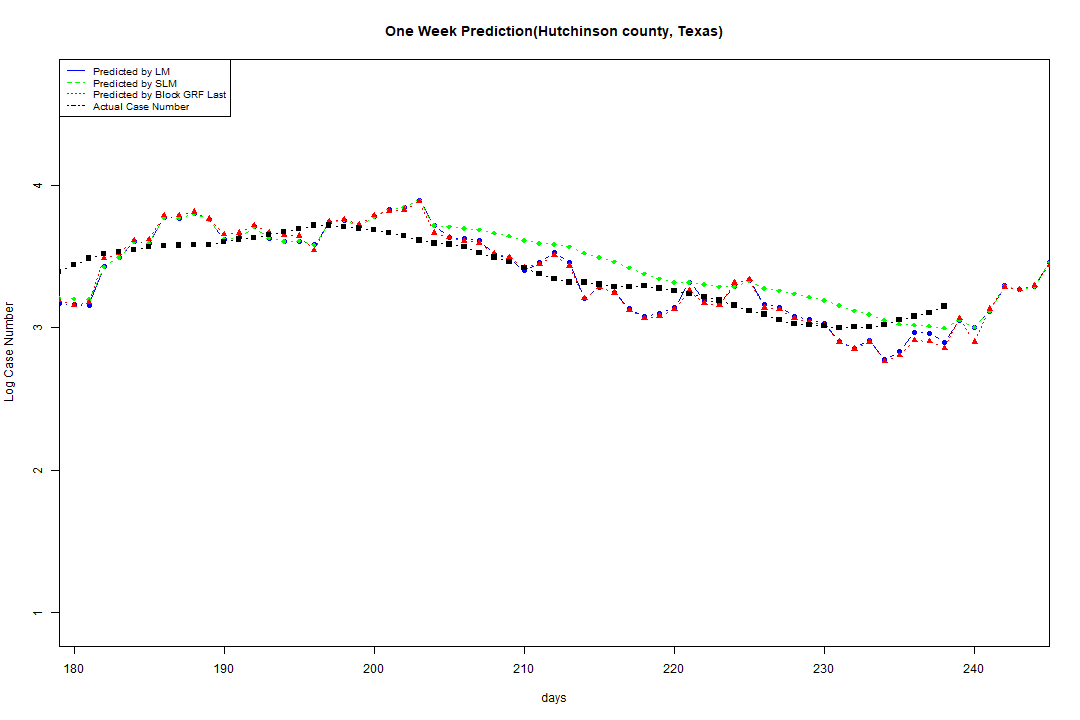 One Week Prediction(Hutchinson county, Texas)
Predicted by LM
Predicted by SLM
Predicted by Block GRF Last
Actual Case Number
Log Case Number
4
3
2
1
180 190 200 210 220 230 240
days